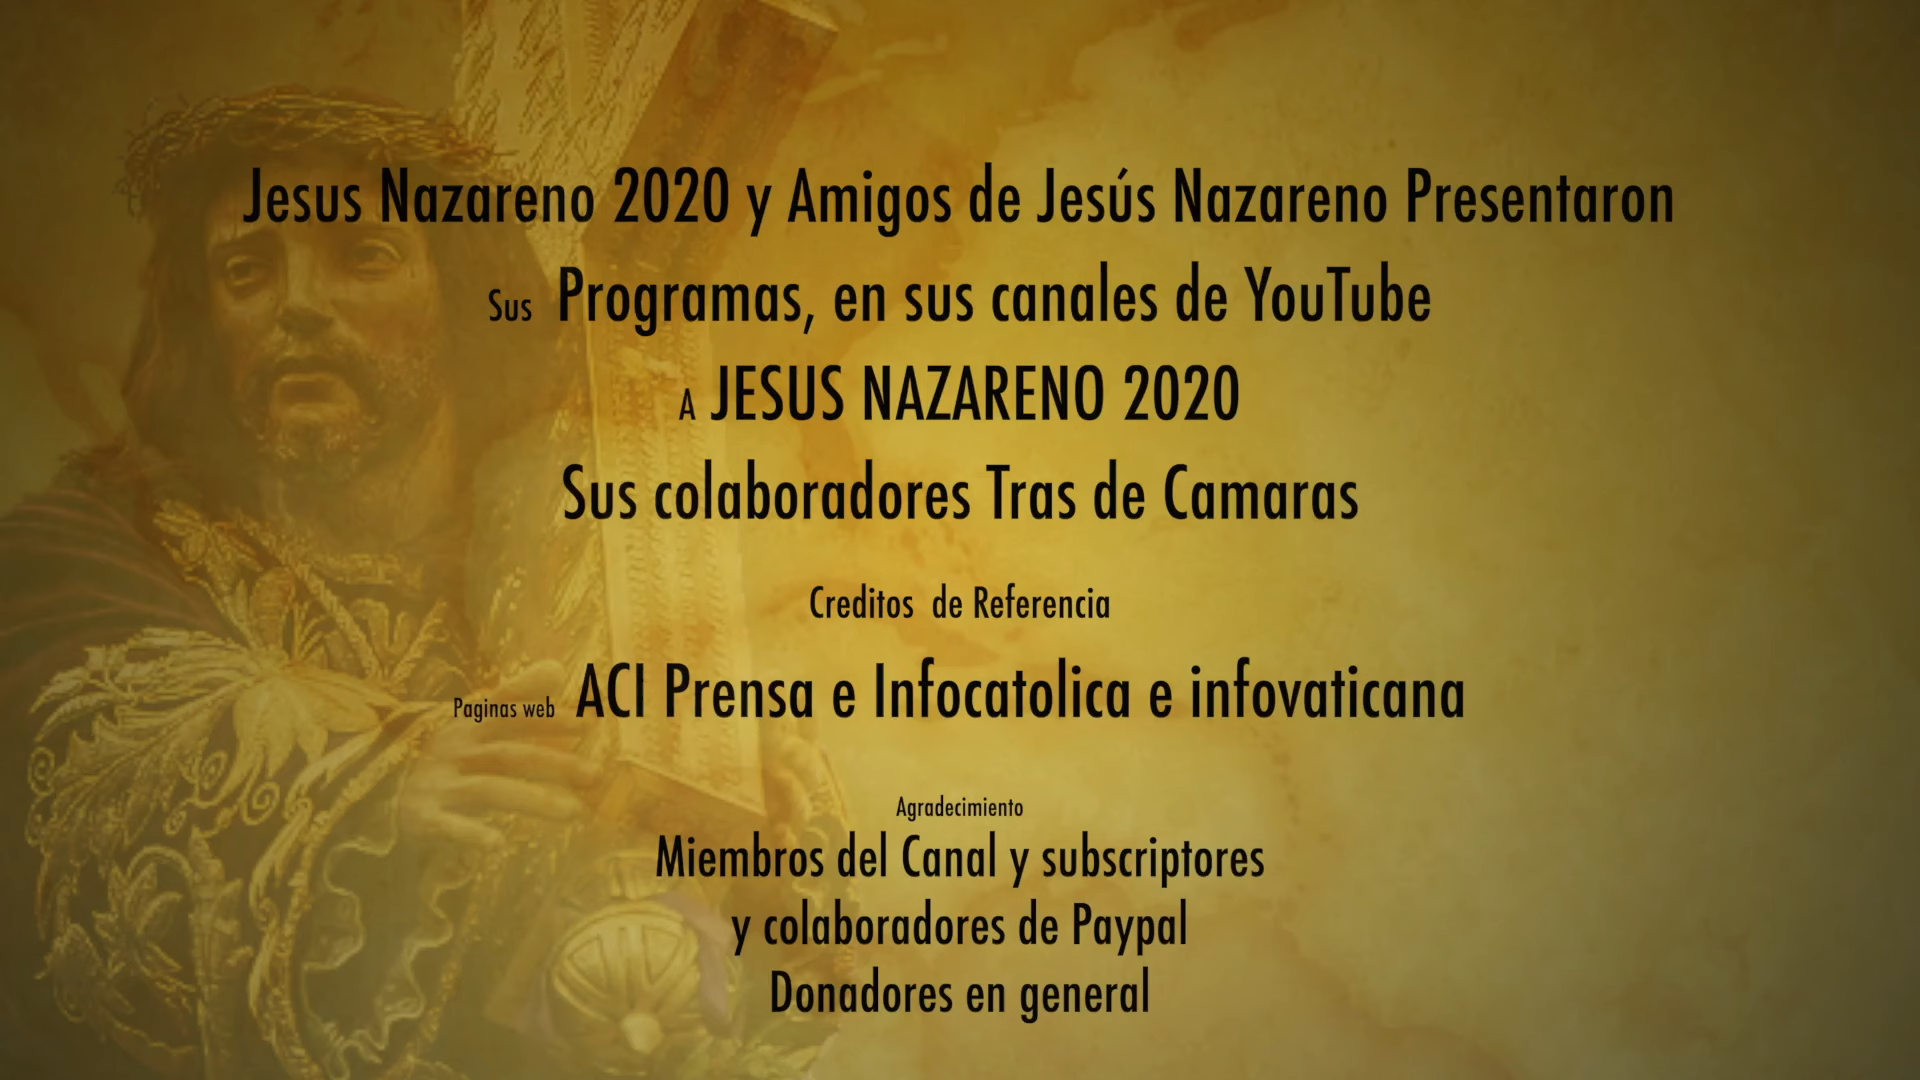 Jesus Nazareno 2020 y Amigos de Jesús Nazareno Presentaron
Sus Programas, en sus canales de YouTube
A JESUS NAZARENO 2020
Sus colaboradores Tras de Camaras
Creditos de Referencia
Paginas web ACI Prensa e Infocatolica e infovaticana
Agradecimiento
Miembros del Canal y subscriptores
y colaboradores de Paypal
Donadores en general